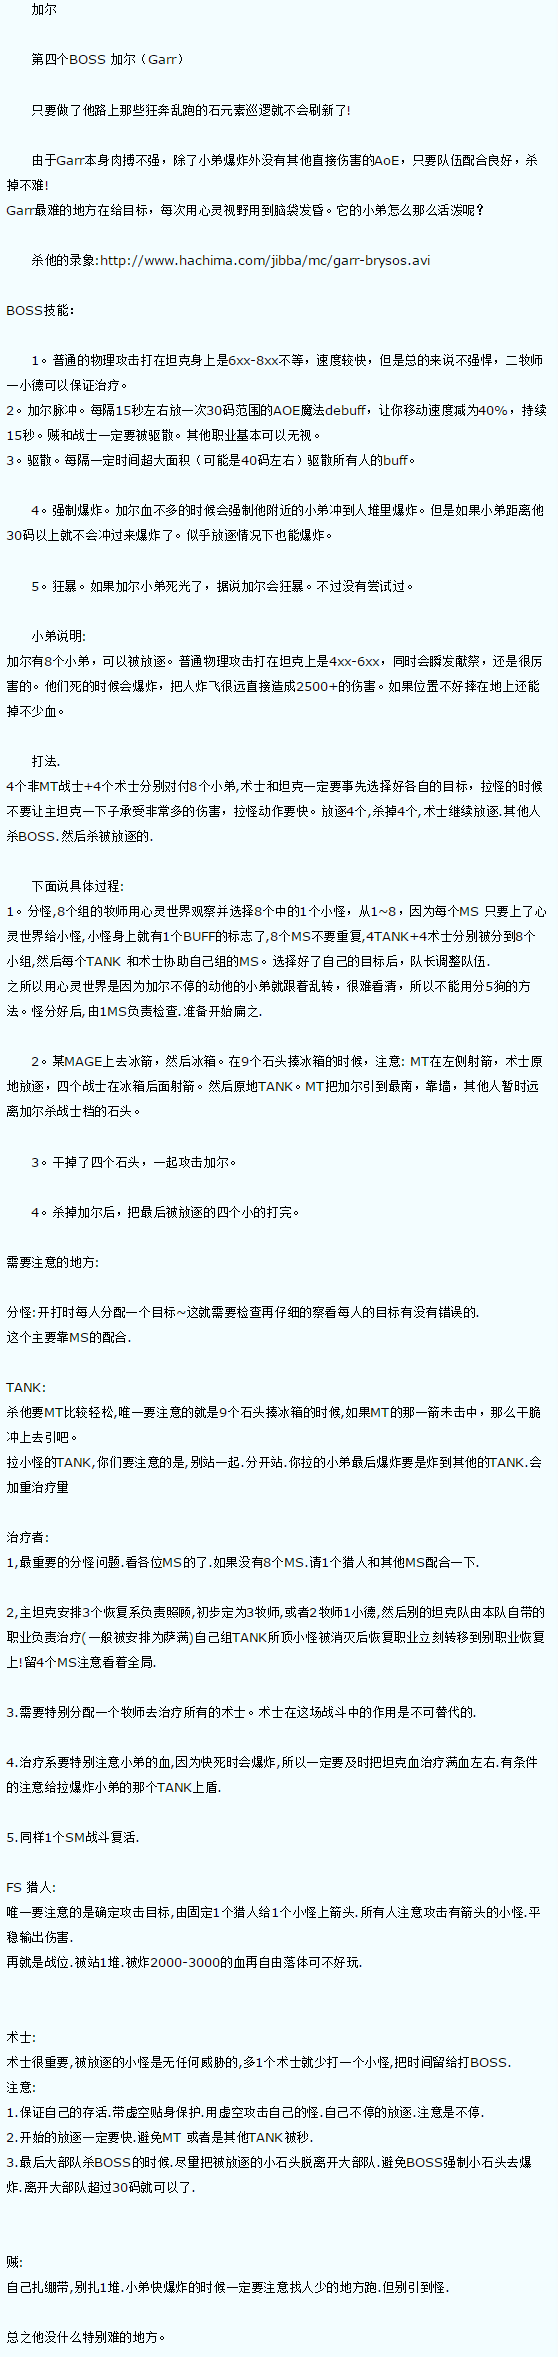 加尔
第四个BOSS 加尔（Garr）
只要做了他路上那些狂奔乱跑的石元素巡逻就不会刷新了!
由于Garr本身肉搏不强，除了小弟爆炸外没有其他直接伤害的AoE，只要队伍配合良好，杀
掉不难!
Garr最难的地方在给目标，每次用心灵视野用到脑袋发昏。它的小弟怎么那么活泼呢?
杀他的录象:http://www.hachima.com/jibba/mc/garr-brysos.avi
BOSS技能：
1。普通的物理攻击打在坦克身上是6xx-8xx不等，速度较快，但是总的来说不强悍，二牧师
一小德可以保证治疗。
2。加尔脉冲。每隔15秒左右放一次30码范围的AOE魔法debuff，让你移动速度减为40%，持续
15秒。贼和战士一定要被驱散。其他职业基本可以无视。
3。驱散。每隔一定时间超大面积（可能是40码左右）驱散所有人的buff。
4。强制爆炸。加尔血不多的时候会强制他附近的小弟冲到人堆里爆炸。但是如果小弟距离他
30码以上就不会冲过来爆炸了。似乎放逐情况下也能爆炸。
5。狂暴。如果加尔小弟死光了，据说加尔会狂暴。不过没有尝试过。
小弟说明:
加尔有8个小弟，可以被放逐。普通物理攻击打在坦克上是4xx-6xx，同时会瞬发献祭，还是很厉
害的。他们死的时候会爆炸，把人炸飞很远直接造成2500+的伤害。如果位置不好摔在地上还能
掉不少血。
打法.
4个非MT战士+4个术士分别对付8个小弟,术士和坦克一定要事先选择好各自的目标，拉怪的时候
不要让主坦克一下子承受非常多的伤害，拉怪动作要快。放逐4个,杀掉4个,术士继续放逐.其他人
杀BOSS.然后杀被放逐的.
下面说具体过程:
1。分怪,8个组的牧师用心灵世界观察并选择8个中的1个小怪，从1~8，因为每个MS 只要上了心
灵世界给小怪,小怪身上就有1个BUFF的标志了,8个MS不要重复,4TANK+4术士分别被分到8个
小组,然后每个TANK 和术士协助自己组的MS。选择好了自己的目标后，队长调整队伍.
之所以用心灵世界是因为加尔不停的动他的小弟就跟着乱转，很难看清，所以不能用分5狗的方
法。怪分好后,由1MS负责检查.准备开始扁之.
2。某MAGE上去冰箭，然后冰箱。在9个石头揍冰箱的时候，注意: MT在左侧射箭，术士原
地放逐，四个战士在冰箱后面射箭。然后原地TANK。MT把加尔引到最南，靠墙，其他人暂时远
离加尔杀战士档的石头。
3。干掉了四个石头，一起攻击加尔。
4。杀掉加尔后，把最后被放逐的四个小的打完。
需要注意的地方:
分怪:开打时每人分配一个目标~这就需要检查再仔细的察看每人的目标有没有错误的.
这个主要靠MS的配合.
TANK:
杀他要MT比较轻松,唯一要注意的就是9个石头揍冰箱的时候,如果MT的那一箭未击中，那么干脆
冲上去引吧。
拉小怪的TANK,你们要注意的是,别站一起.分开站.你拉的小弟最后爆炸要是炸到其他的TANK.会
加重治疗量
治疗者:
1,最重要的分怪问题.看各位MS的了.如果没有8个MS.请1个猎人和其他MS配合一下.
2,主坦克安排3个恢复系负责照顾,初步定为3牧师,或者2牧师1小德,然后别的坦克队由本队自带的
职业负责治疗(一般被安排为萨满)自己组TANK所顶小怪被消灭后恢复职业立刻转移到别职业恢复
上!留4个MS注意看着全局.
3.需要特别分配一个牧师去治疗所有的术士。术士在这场战斗中的作用是不可替代的.
4.治疗系要特别注意小弟的血,因为快死时会爆炸,所以一定要及时把坦克血治疗满血左右.有条件
的注意给拉爆炸小弟的那个TANK上盾.
5.同样1个SM战斗复活.
FS 猎人:
唯一要注意的是确定攻击目标,由固定1个猎人给1个小怪上箭头.所有人注意攻击有箭头的小怪.平
稳输出伤害.
再就是战位.被站1堆.被炸2000-3000的血再自由落体可不好玩.
术士:
术士很重要,被放逐的小怪是无任何威胁的,多1个术士就少打一个小怪,把时间留给打BOSS.
注意:
1.保证自己的存活.带虚空贴身保护.用虚空攻击自己的怪.自己不停的放逐.注意是不停.
2.开始的放逐一定要快.避免MT 或者是其他TANK被秒.
3.最后大部队杀BOSS的时候.尽量把被放逐的小石头脱离开大部队.避免BOSS强制小石头去爆
炸.离开大部队超过30码就可以了.
贼:
自己扎绷带,别扎1堆.小弟快爆炸的时候一定要注意找人少的地方跑.但别引到怪.
总之他没什么特别难的地方。